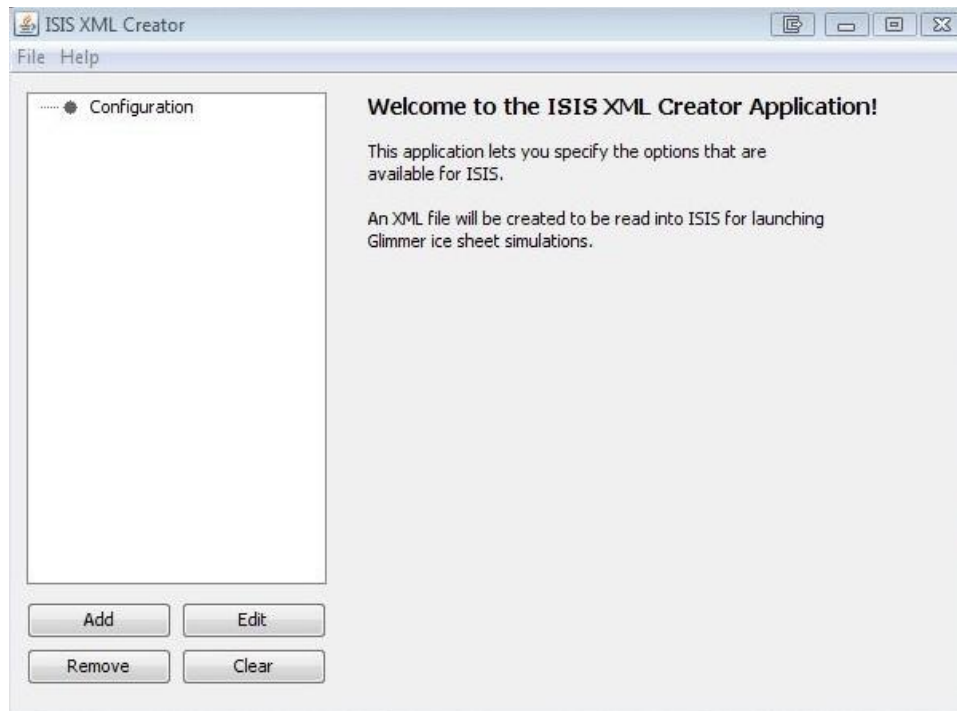 ISIS XML Creator
File Help
Configuration
Welcome to the ISIS XML Creator Application!
This application lets you specify the options that are
available for ISIS.
An XML file will be created to be read into ISIS for launching
Glimmer ice sheet simulations.
Add Edit
Remove Clear